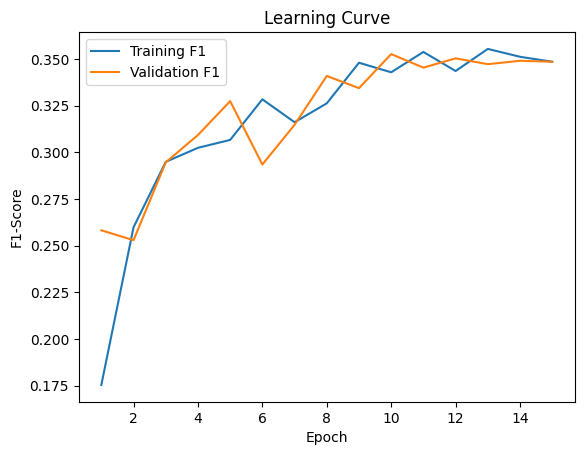 Learning Curve
Training F1
Validation F1
0.350
0.325
0.300
0.275
0.250
0.225
0.200
0.175
F1-Score
2 4 6 8 10 12 14
Epoch